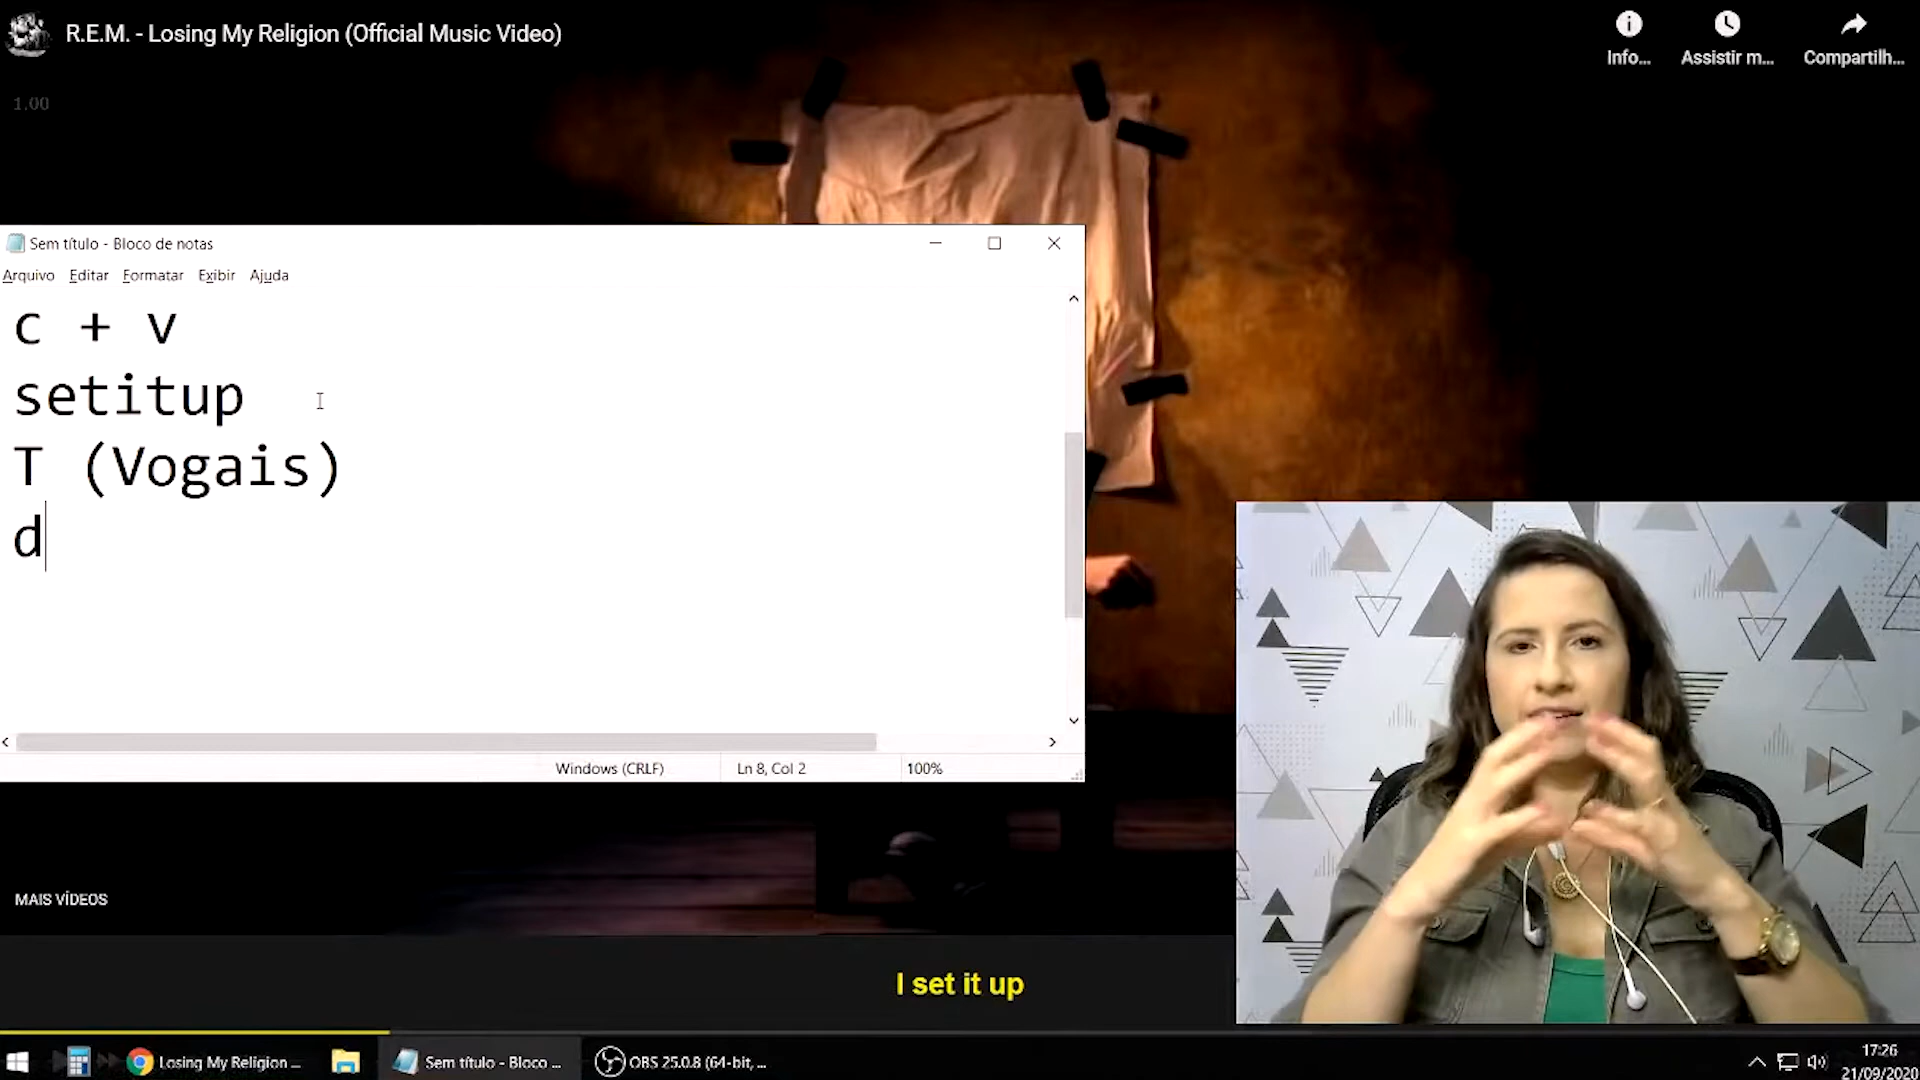 R.E.M. - Losing My Religion (Official Music Video)
Info...
Assistir m...
Compartilh...
1.00
Sem título - Bloco de notas
Arquivo Editar Formatar Exibir Ajuda
c + v
setitup
T (Vogais)
d
Windows (CRLF)
Ln 8, Col 2
100%
MAIS VÍDEOS
I set it up
Losing My Religion ...
Sem título - Bloco ...
OBS 25.0.8 (64-bit, ...
17:26
21/09/2020